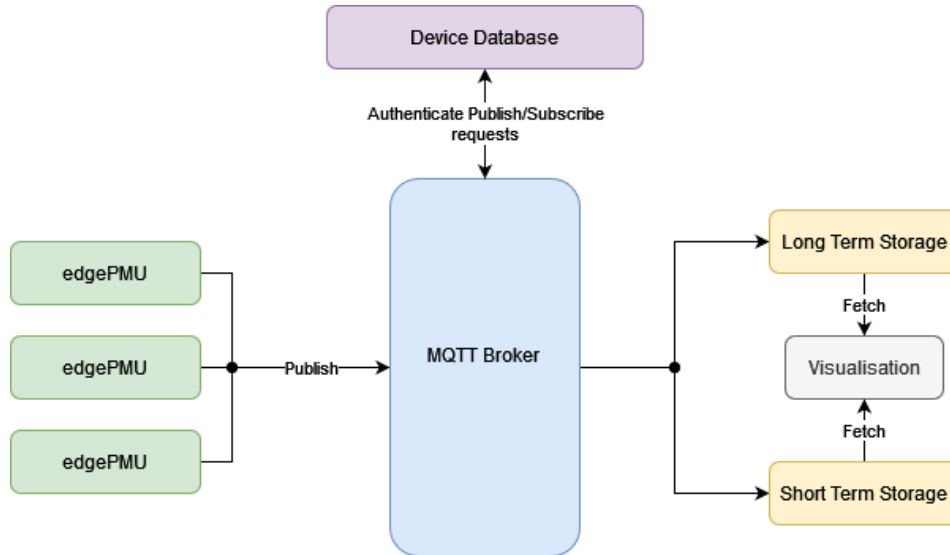 Device Database
Authenticate Publish/Subscribe
requests
edgePMU
edgePMU
edgePMU
Publish
MQTT Broker
Long Term Storage
Fetch
Visualisation
Fetch
Short Term Storage